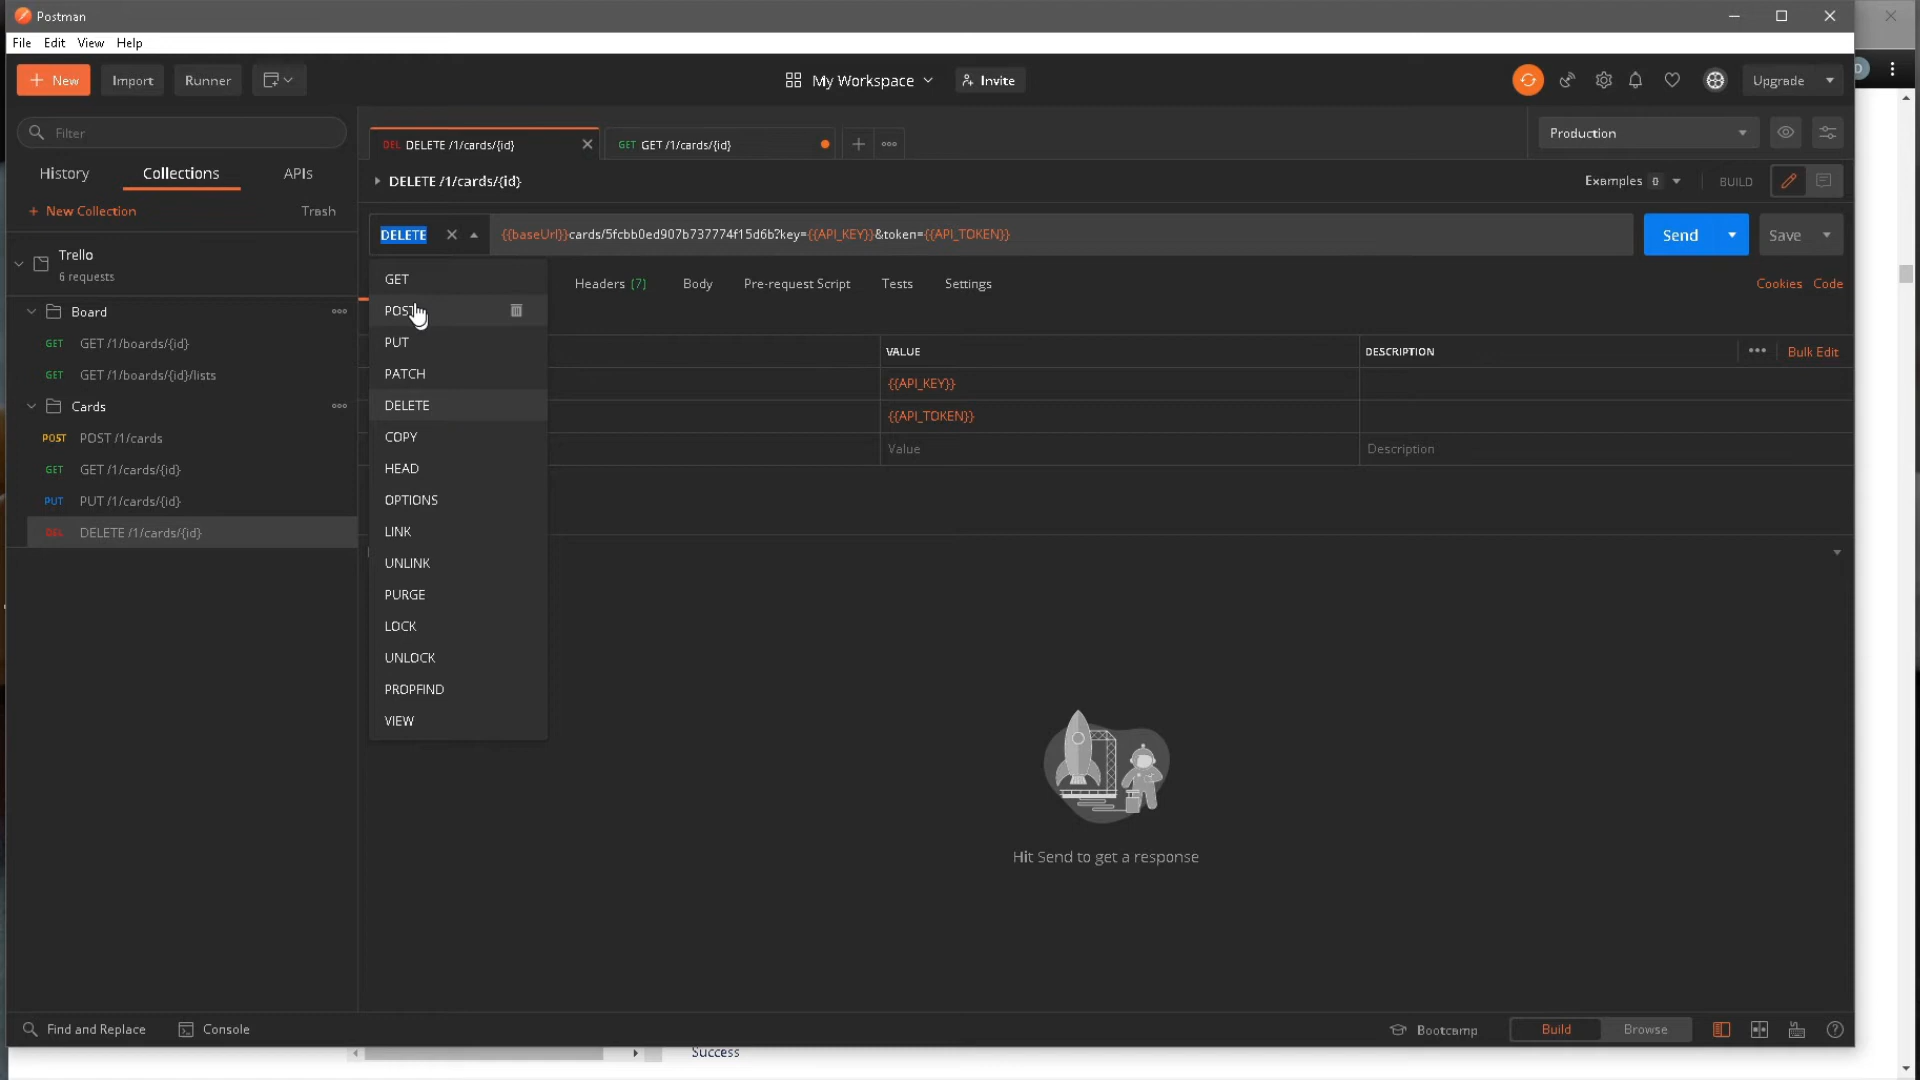 Postman
File Edit View Help
+ New Import Runner My Workspace Invite Upgrade
Filter
DEL DELETE /1/cards/{id} GET GET /1/cards/{id} Production
History Collections APIs
DELETE /1/cards/{id} Examples 0 BUILD
+ New Collection Trash
DELETE {{baseUrl}}cards/5fcbb0ed907b737774f15d6b?key={{API_KEY}}&token={{API_TOKEN}} Send Save
Trello
6 requests
GET
Headers (7) Body Pre-request Script Tests Settings Cookies Code
Board
POST
GET GET /1/boards/{id}
PUT
VALUE DESCRIPTION Bulk Edit
GET GET /1/boards/{id}/lists
PATCH
{{API_KEY}}
Cards
DELETE
{{API_TOKEN}}
POST POST /1/cards
COPY
Value Description
GET GET /1/cards/{id}
HEAD
PUT PUT /1/cards/{id}
OPTIONS
DEL DELETE /1/cards/{id}
LINK
UNLINK
PURGE
LOCK
UNLOCK
PROPFIND
VIEW
Hit Send to get a response
Find and Replace Console Bootcamp Build Browse
Success